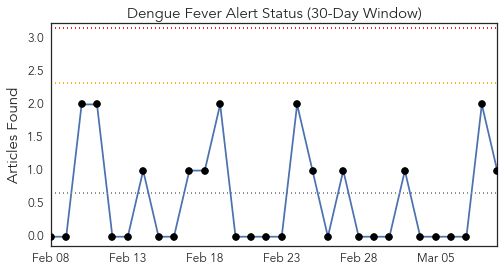 Dengue Fever Alert Status (30-Day Window)
Articles Found
3.0
2.5
2.0
1.5
1.0
0.5
0.0
Feb 08 Feb 13 Feb 18 Feb 23 Feb 28 Mar 05